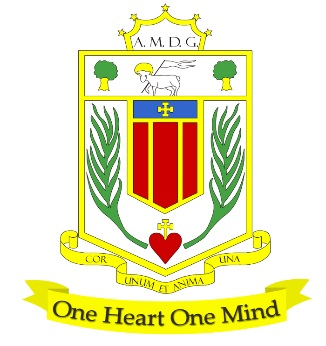 A. M. D. G.
COR UNUM ET ANIMA UNA
One Heart One Mind